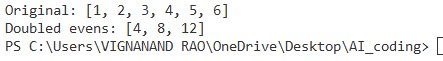 Original: [1, 2, 3, 4, 5, 6]
Doubled evens: [4, 8, 12]
PS C:\Users\VIGNANAND RAO\OneDrive\Desktop\AI_coding>